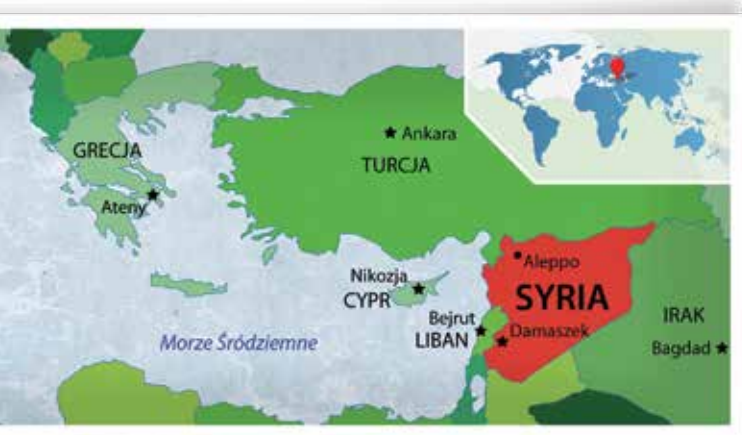 GRECJA
Ateny
Ankara
TURCJA
Nikozja
CYPR
Morze Śródziemne
Bejrut
LIBAN
Aleppo
SYRIA
Damaszek
IRAK
Bagdad